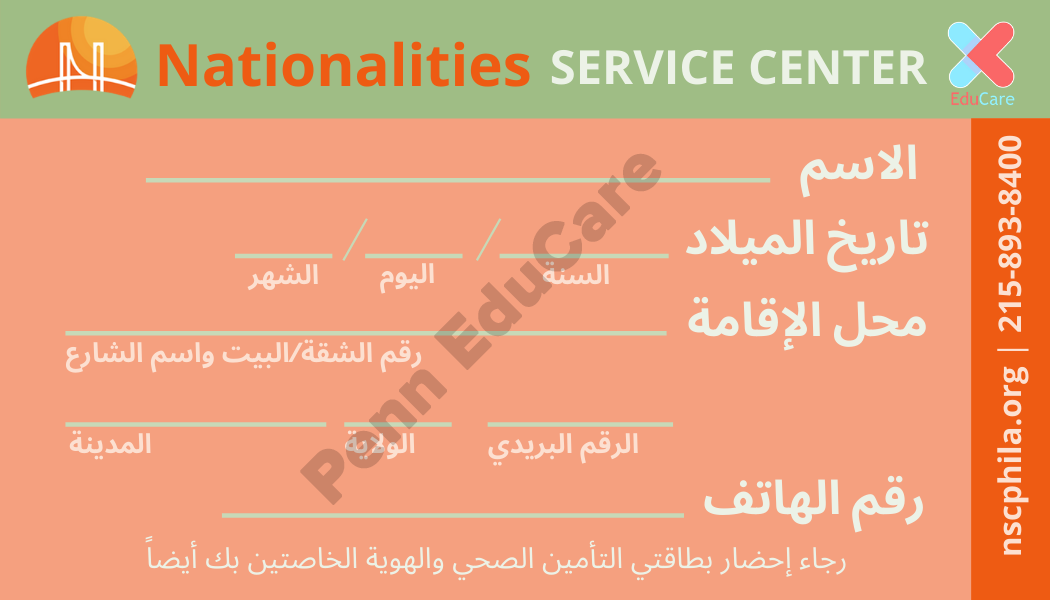 Nationalities SERVICE CENTER
EduCare
الاسم
تاريخ الميلاد
السنة / اليوم / الشهر
محل الإقامة
رقم الشقة/البيت واسم الشارع
الرقم البريدي الولاية المدينة
رقم الهاتف
رجاء إحضار بطاقتي التأمين الصحي والهوية الخاصتين بك أيضاً
nscphila.org | 215-893-8400
Penn EduCare